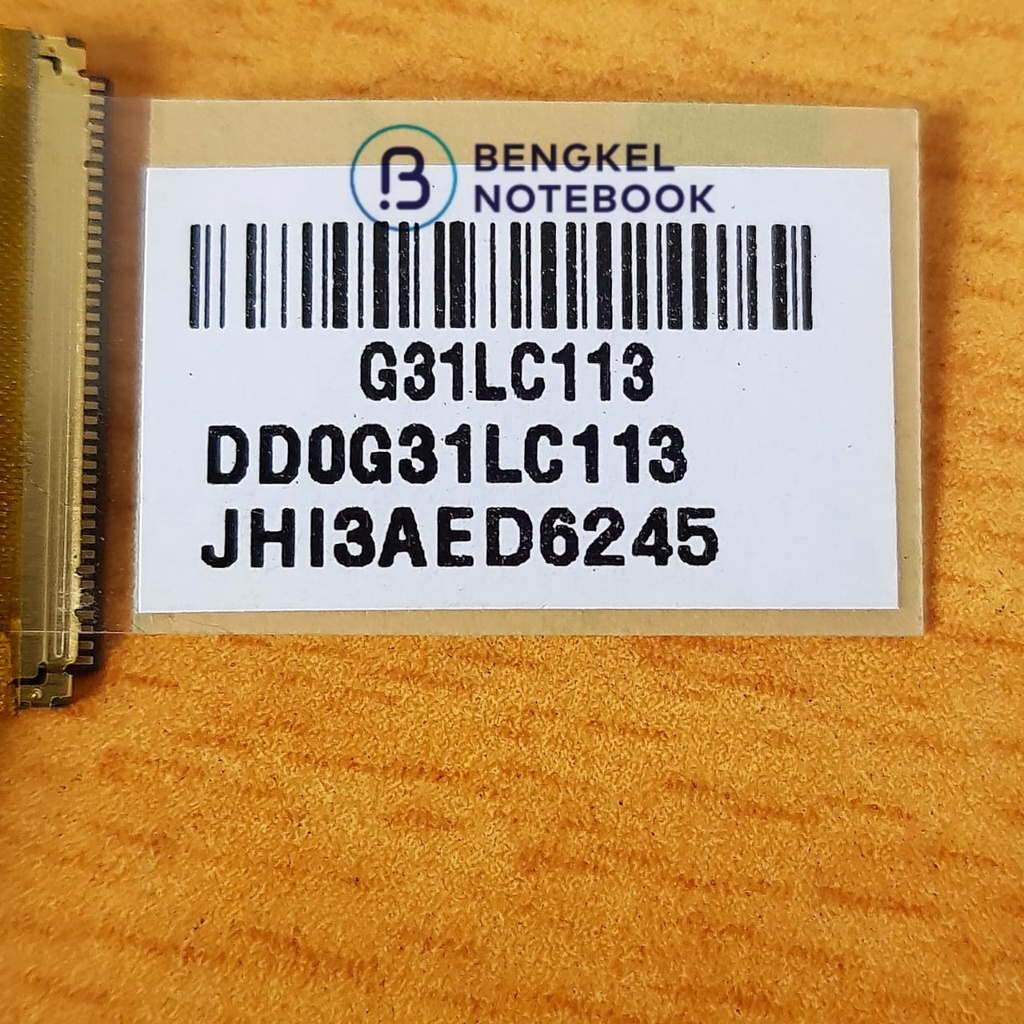 BENGKEL
NOTEBOOK
G31LC113
DD0G31LC113
JHI3AED6245